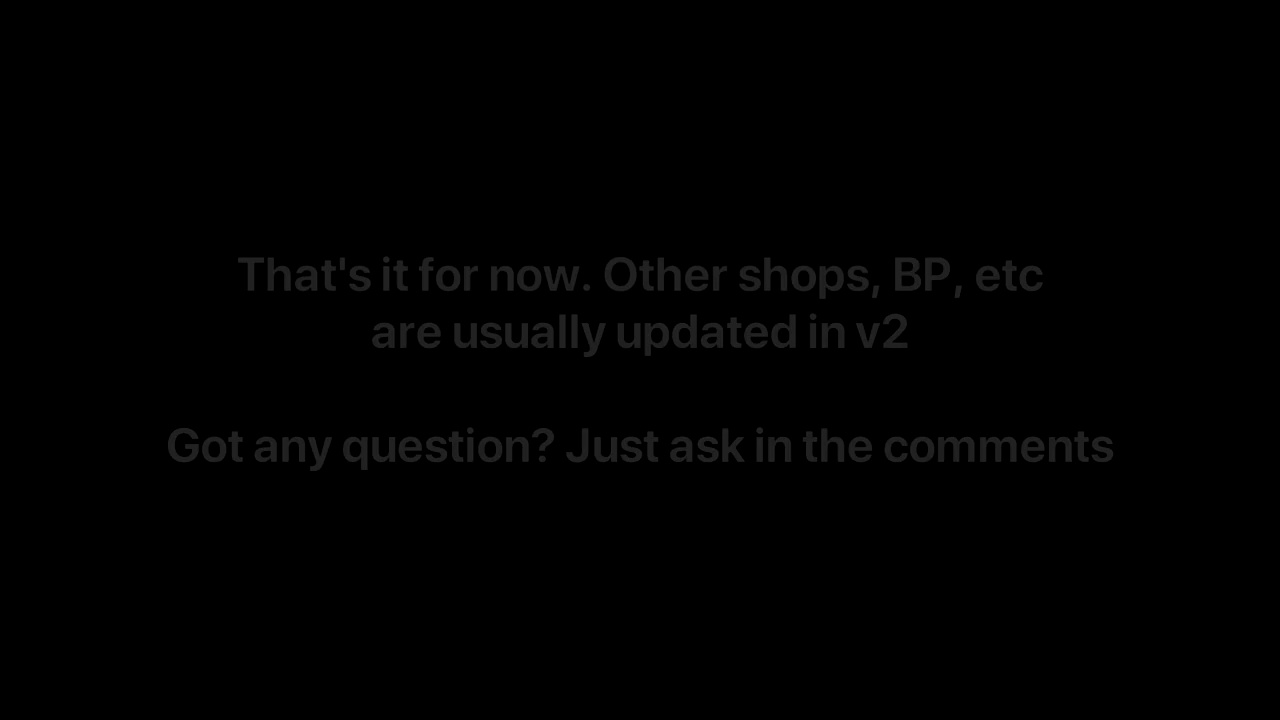 That's it for now. Other shops, BP, etc
are usually updated in v2
Got any question? Just ask in the comments